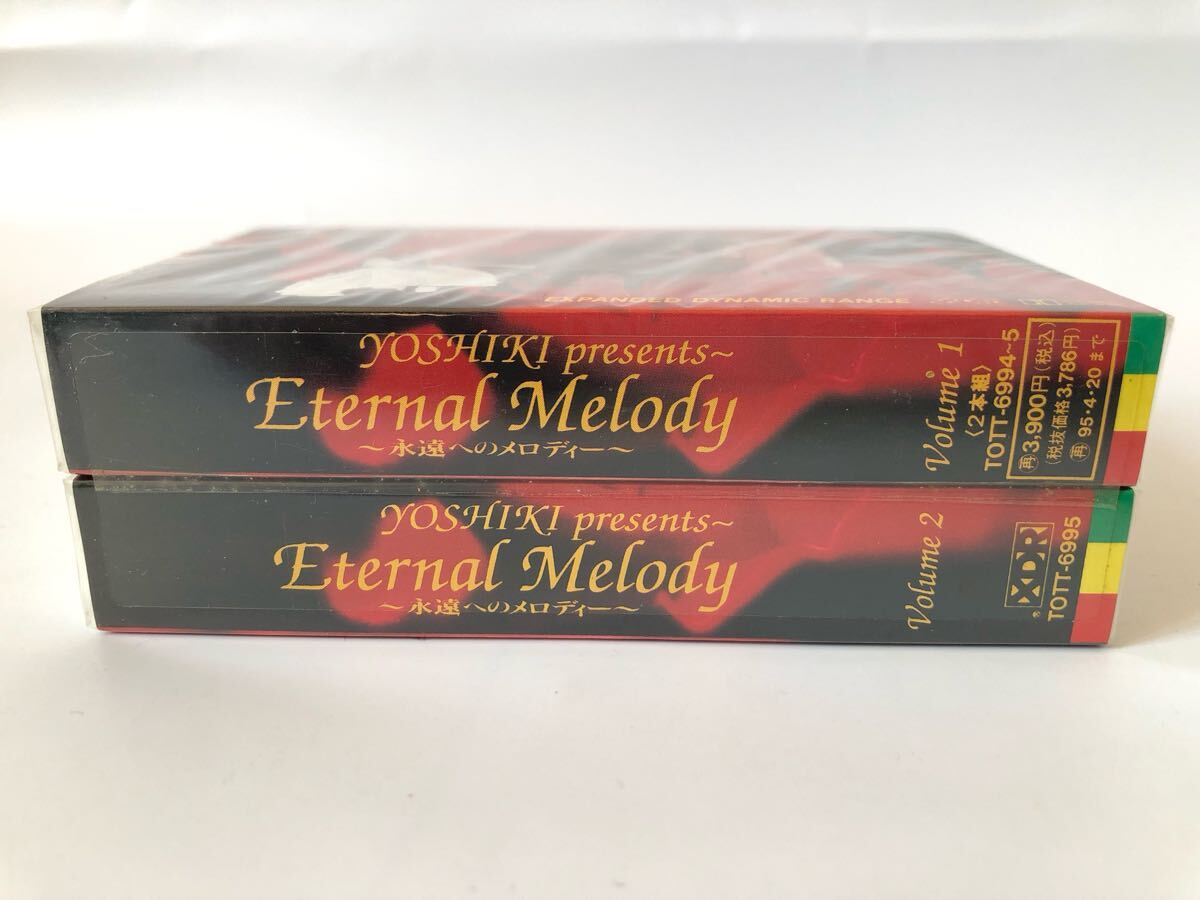 EXPANDED DYNAMIC RANGE
YOSHIKI presents~
Eternal Melody
～永遠へのメロディー～
Volume 1
〈2本組〉
TOTT-6994~5
再3,900円(税込)
(税抜価格3,786円)
再 95・4・20まで
YOSHIKI presents~
Eternal Melody
～永遠へのメロディー～
Volume 2
XDR®
TOTT-6995